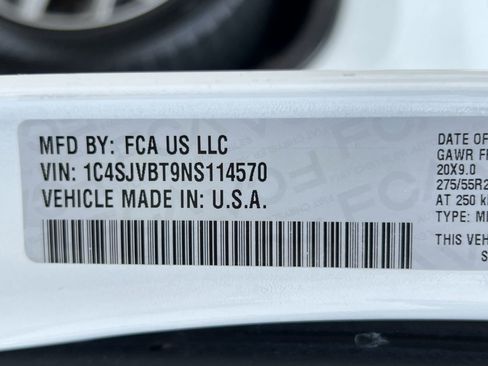 MFD BY: FCA US LLC
VIN: 1C4SJVBT9NS114570
VEHICLE MADE IN: U.S.A.
DATE OF
GAWR FR
20X9.0
275/55R2
AT 250 k
TYPE: M
THIS VEH
S